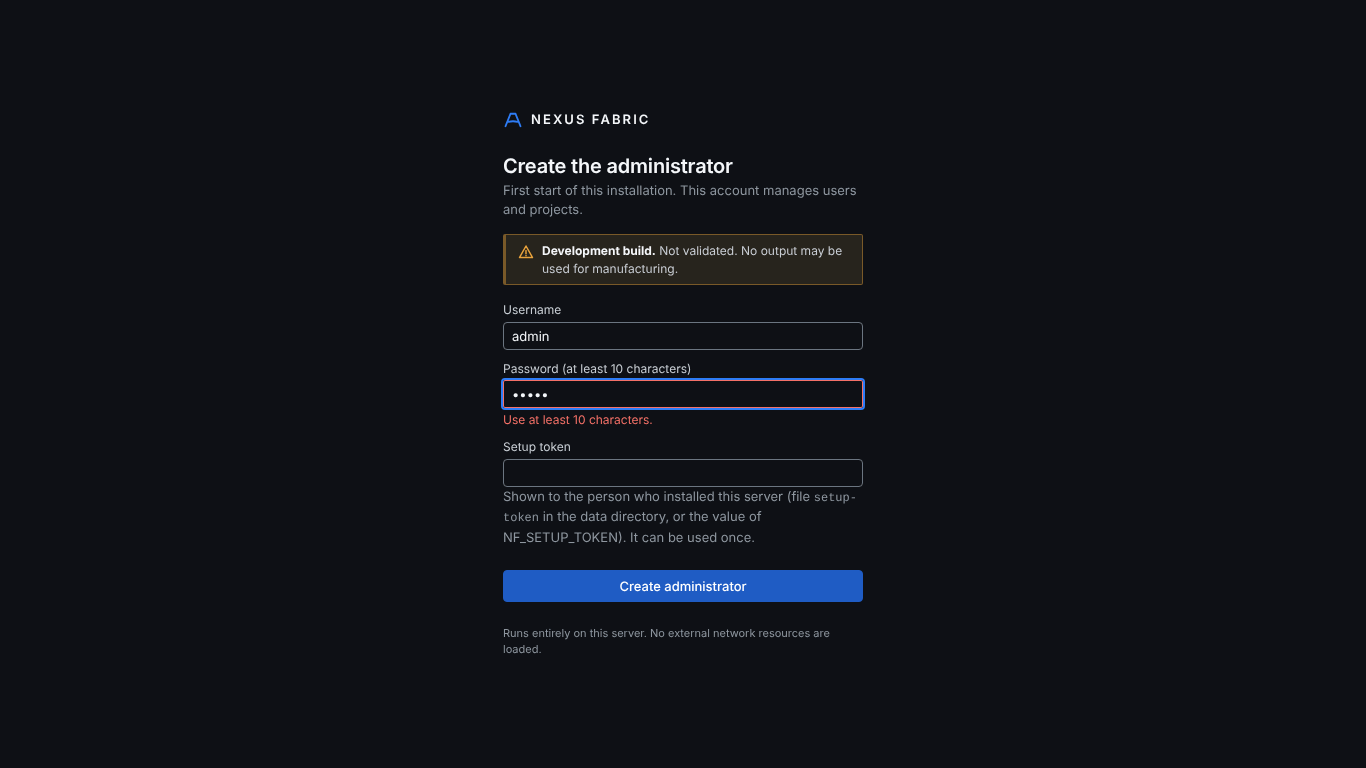 NEXUS FABRIC
Create the administrator
First start of this installation. This account manages users
and projects.
Development build. Not validated. No output may be
used for manufacturing.
Username
admin
Password (at least 10 characters)
•••••
Use at least 10 characters.
Setup token
Shown to the person who installed this server (file setup-
token in the data directory, or the value of
NF_SETUP_TOKEN). It can be used once.
Create administrator
Runs entirely on this server. No external network resources are
loaded.